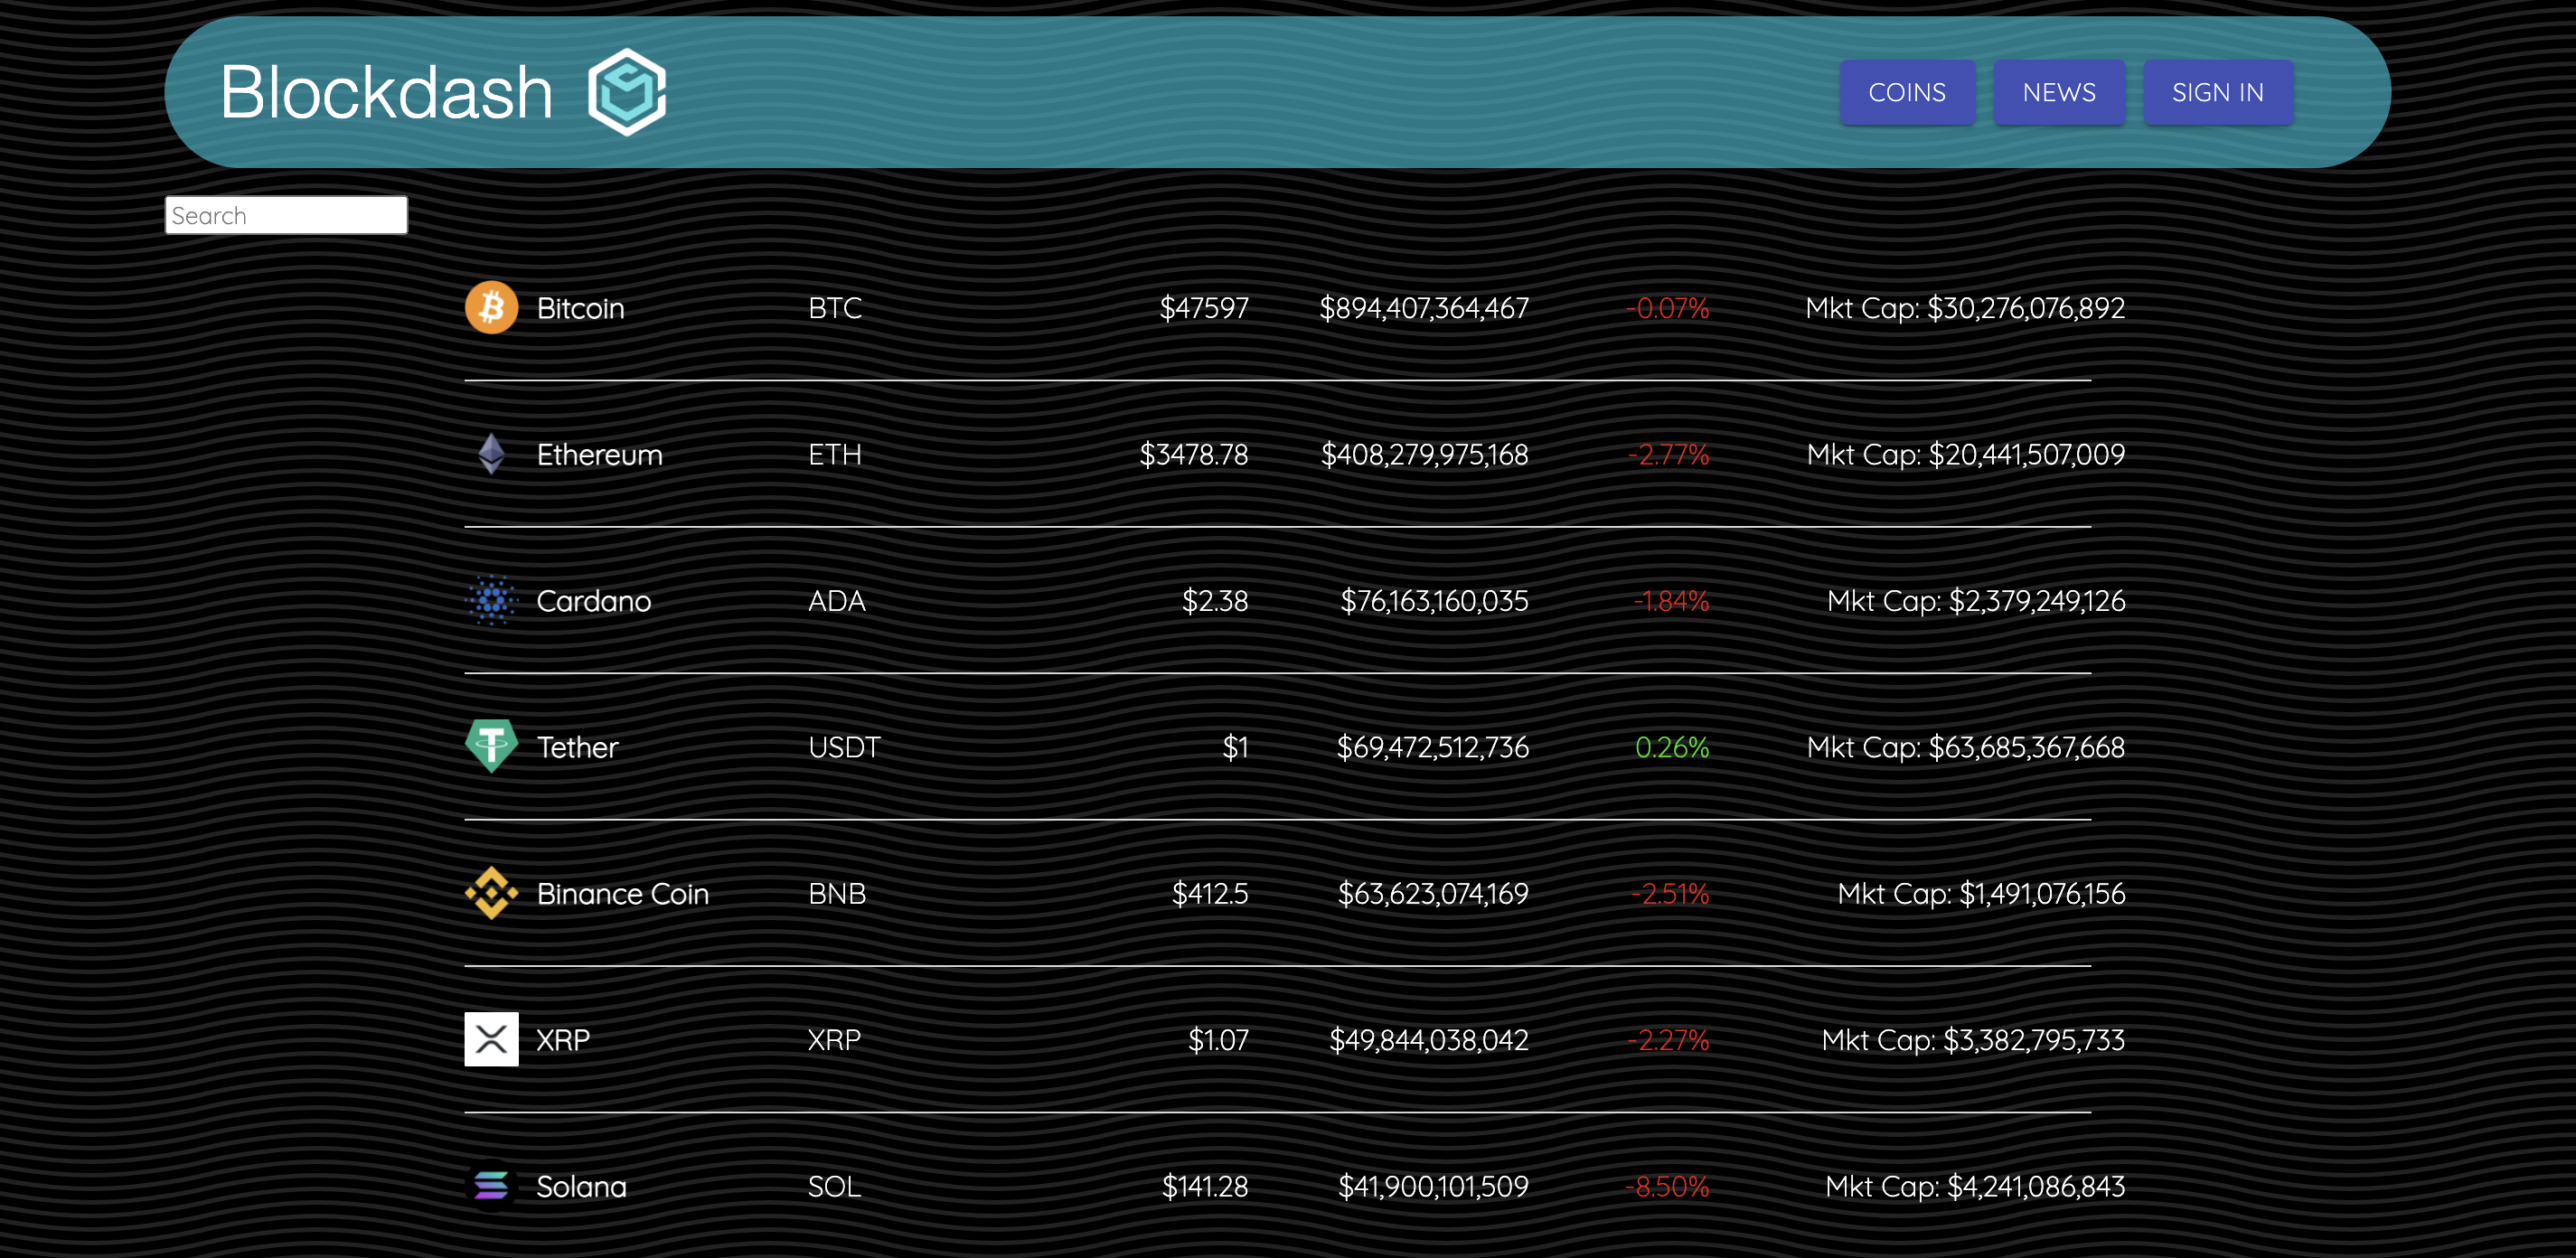 Blockdash COINS NEWS SIGN IN
Search
Bitcoin BTC $47597 $894,407,364,467 -0.07% Mkt Cap: $30,276,076,892
Ethereum ETH $3478.78 $408,279,975,168 -2.77% Mkt Cap: $20,441,507,009
Cardano ADA $2.38 $76,163,160,035 -1.84% Mkt Cap: $2,379,249,126
Tether USDT $1 $69,472,512,736 0.26% Mkt Cap: $63,685,367,668
Binance Coin BNB $412.5 $63,623,074,169 -2.51% Mkt Cap: $1,491,076,156
XRP XRP $1.07 $49,844,038,042 -2.27% Mkt Cap: $3,382,795,733
Solana SOL $141.28 $41,900,101,509 -8.50% Mkt Cap: $4,241,086,843